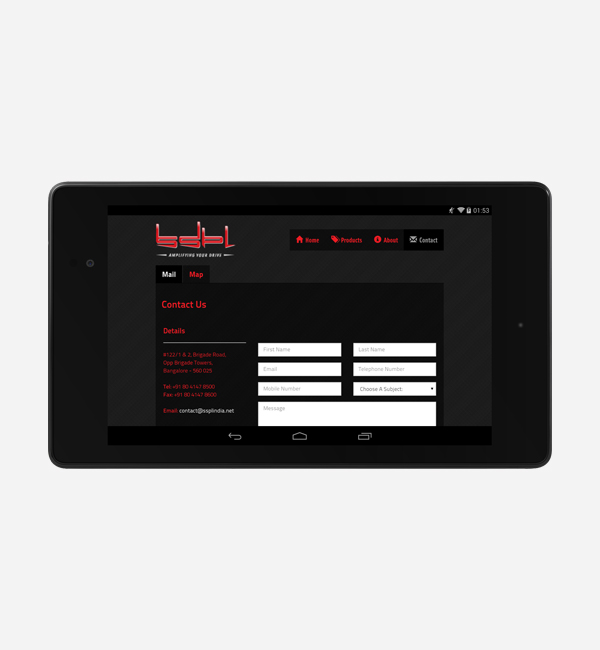 01:53
bdpl
AMPLIFYING YOUR DRIVE
Home Products About Contact
Mail Map
Contact Us
Details
#122/1 & 2, Brigade Road,
Opp Brigade Towers,
Bangalore - 560 025
Tel: +91 80 4147 8500
Fax: +91 80 4147 8600
Email: contact@ssplindia.net
First Name Last Name
Email Telephone Number
Mobile Number Choose A Subject:
Message